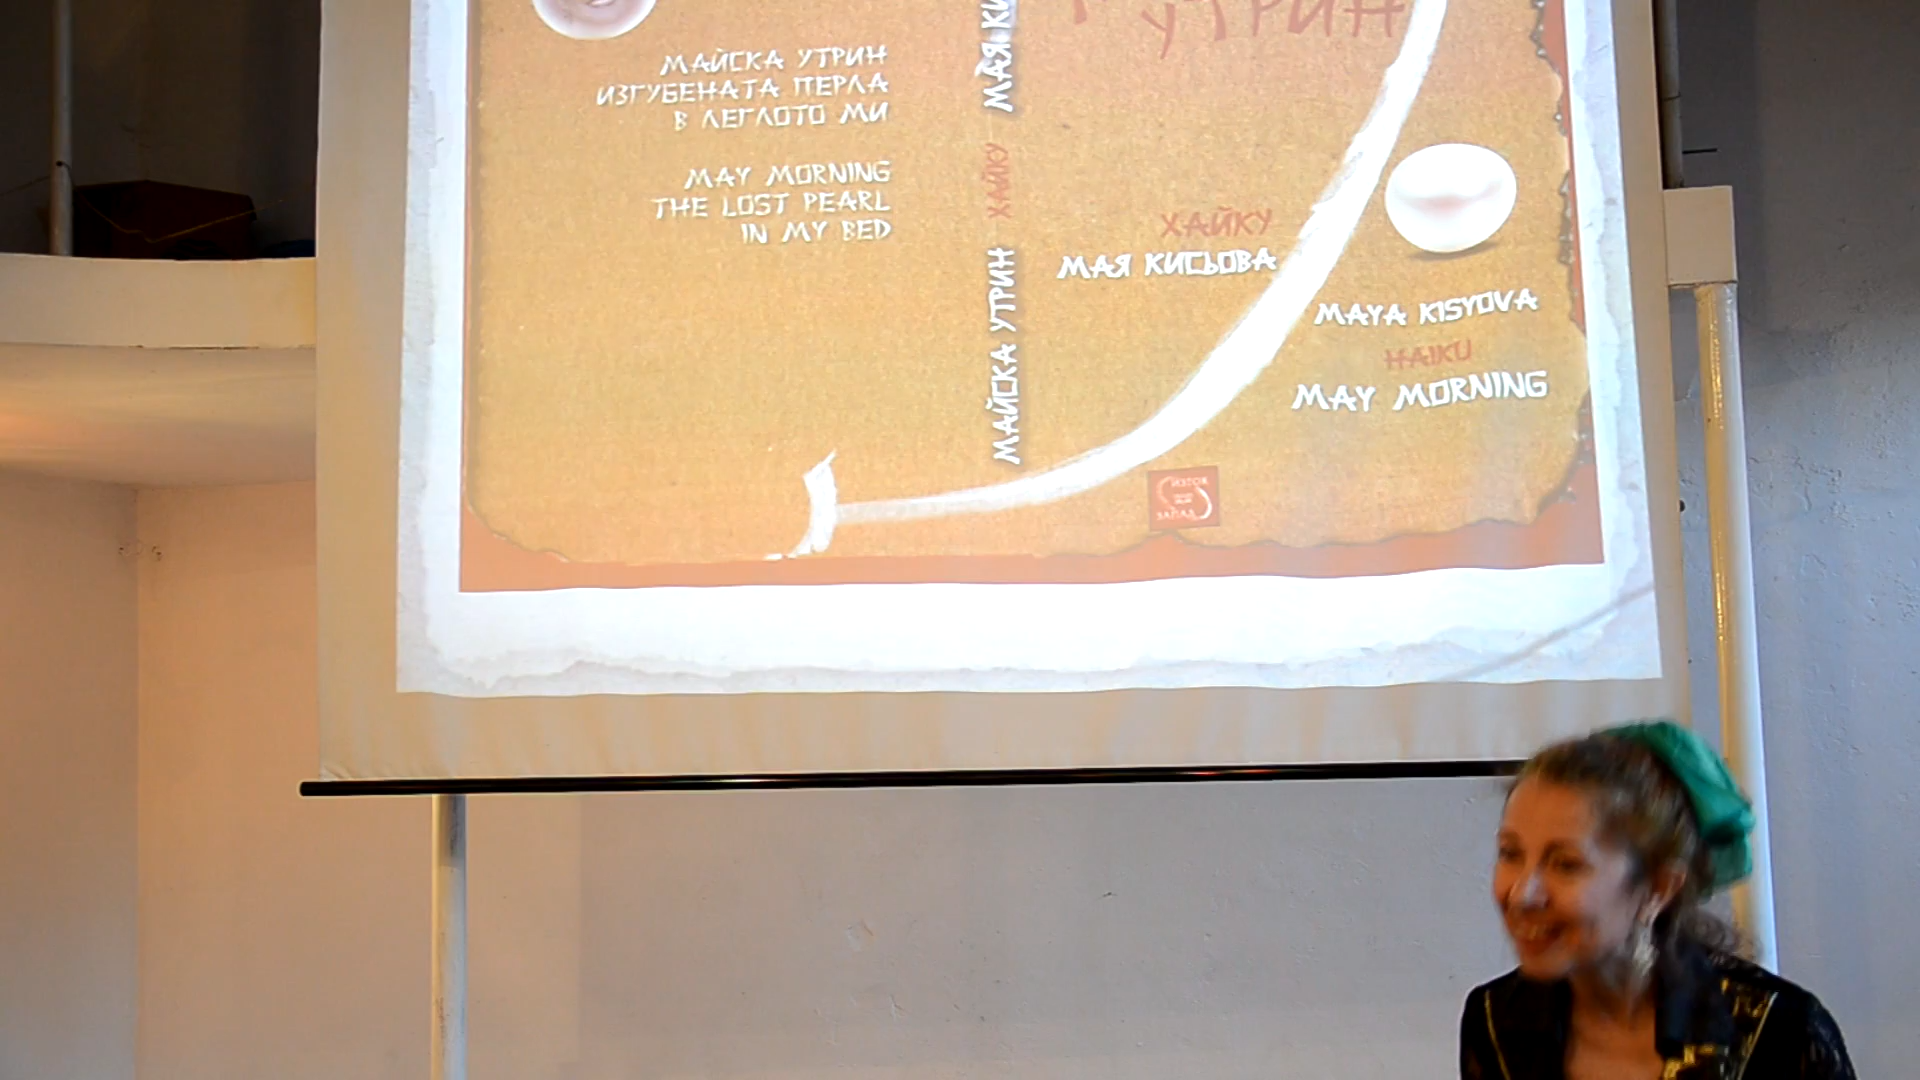 МАЙСКА УТРИН
ИЗГУБЕНАТА ПЕРЛА
В ЛЕГЛОТО МИ
MAY MORNING
THE LOST PEARL
IN MY BED
МАЙСКА УТРИН ХАЙКУ МАЯ
УТРИН
ХАЙКУ
МАЯ КИСЬОВА
MAYA KISYOVA
HAIKU
MAY MORNING
ИЗТОК
ЗАПАД